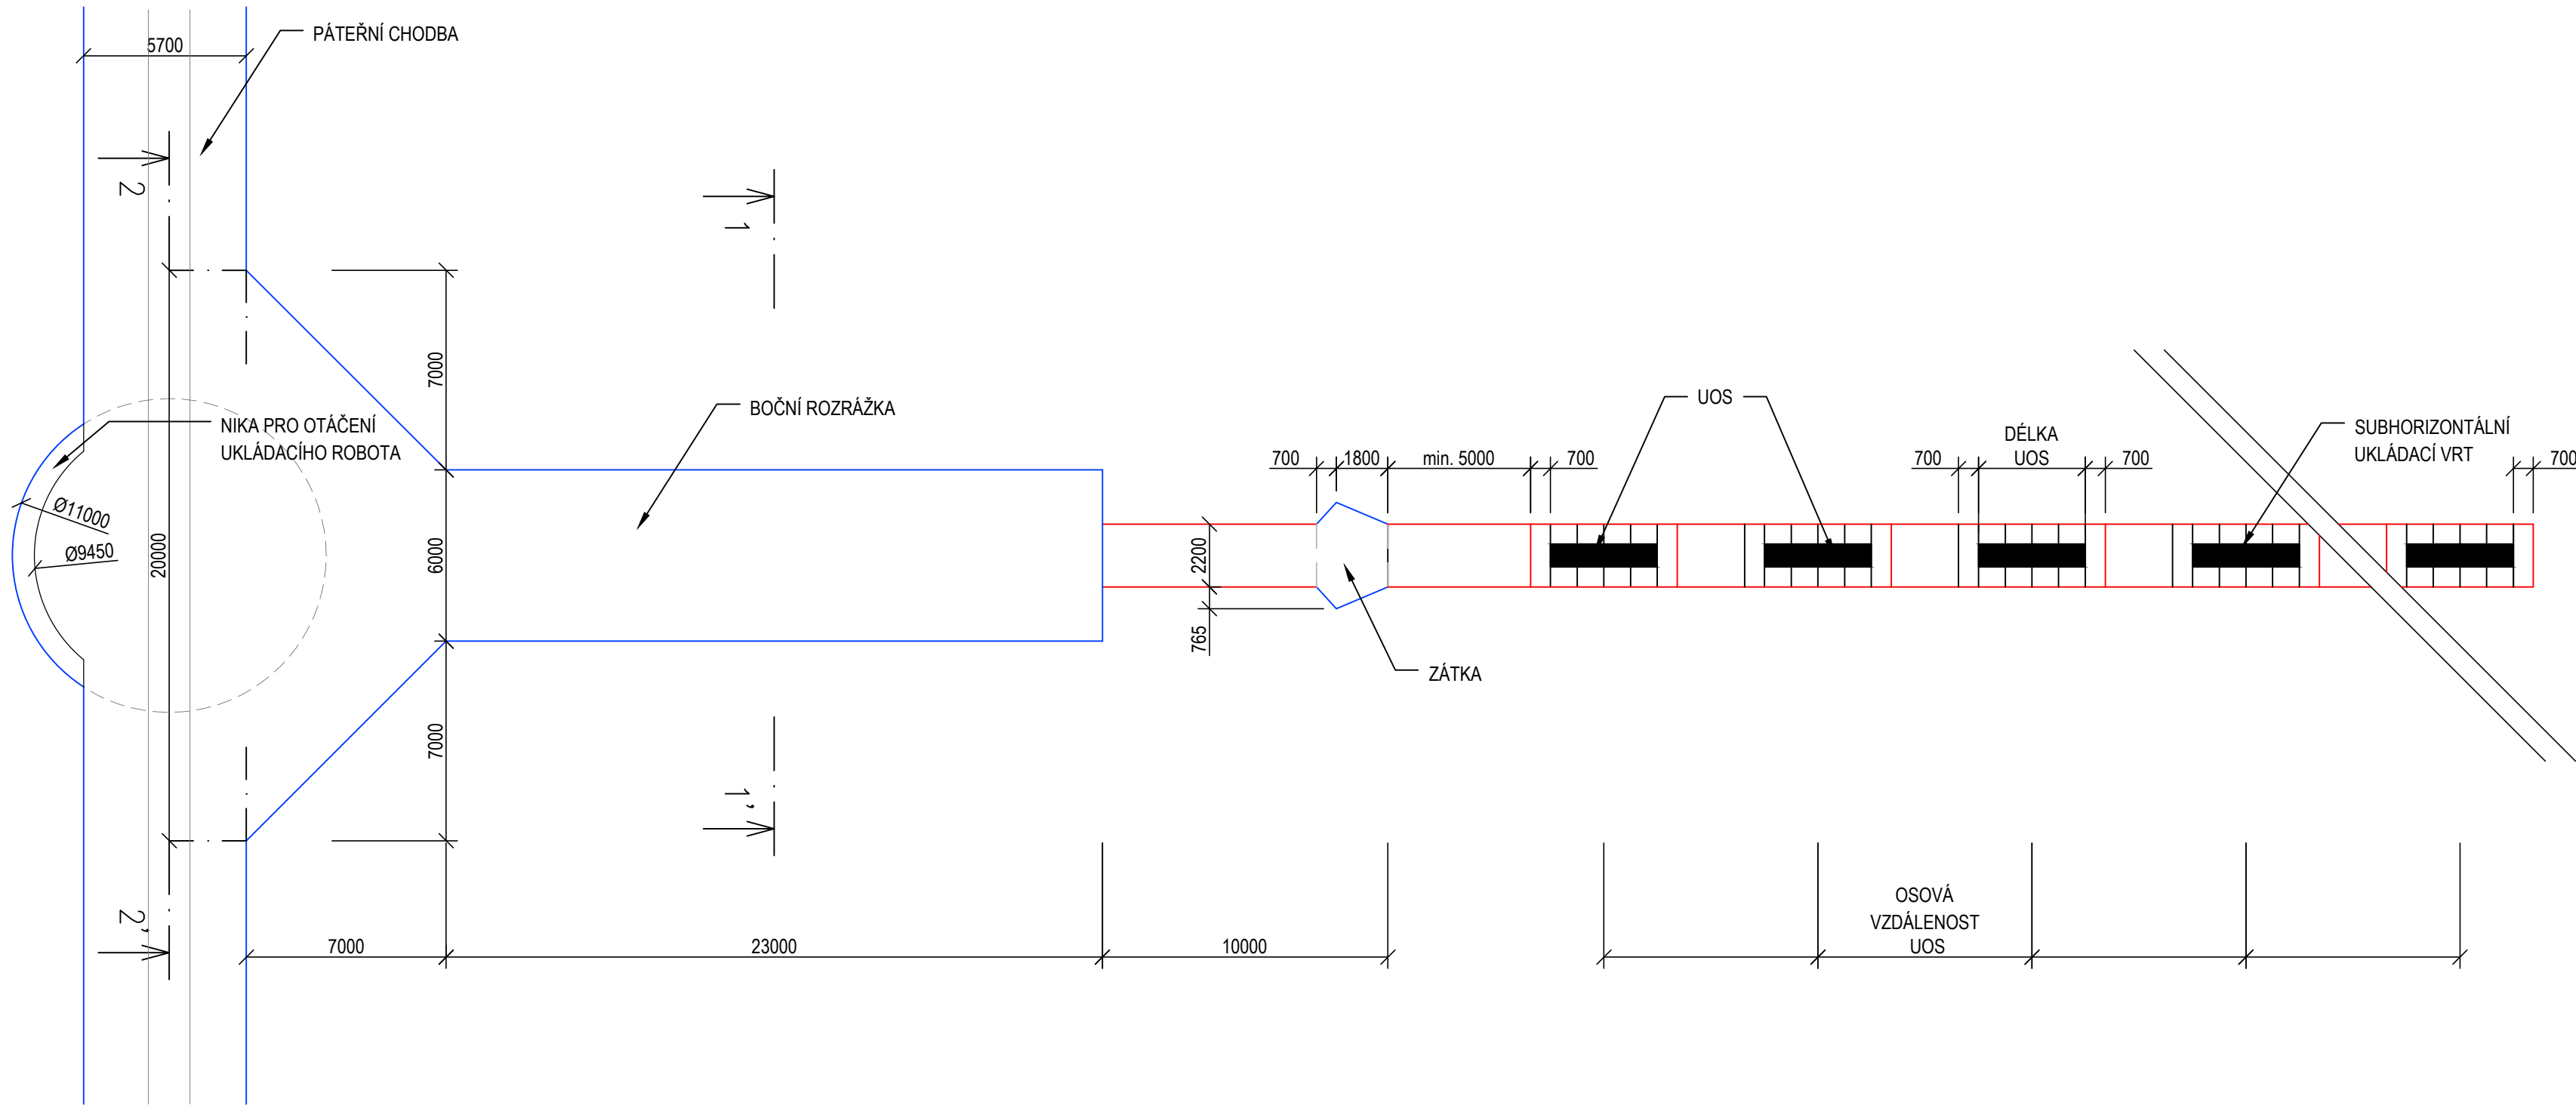 5700
PÁTEŘNÍ CHODBA
2
1
7000
UOS
BOČNÍ ROZRÁŽKA
NIKA PRO OTÁČENÍ
UKLÁDACÍHO ROBOTA
DÉLKA
UOS
SUBHORIZONTÁLNÍ
UKLÁDACÍ VRT
700
1800
min. 5000
700
700
700
700
Ø11000
Ø9450
20000
6000
2200
765
ZÁTKA
7000
1'
2'
OSOVÁ
VZDÁLENOST
UOS
7000
23000
10000